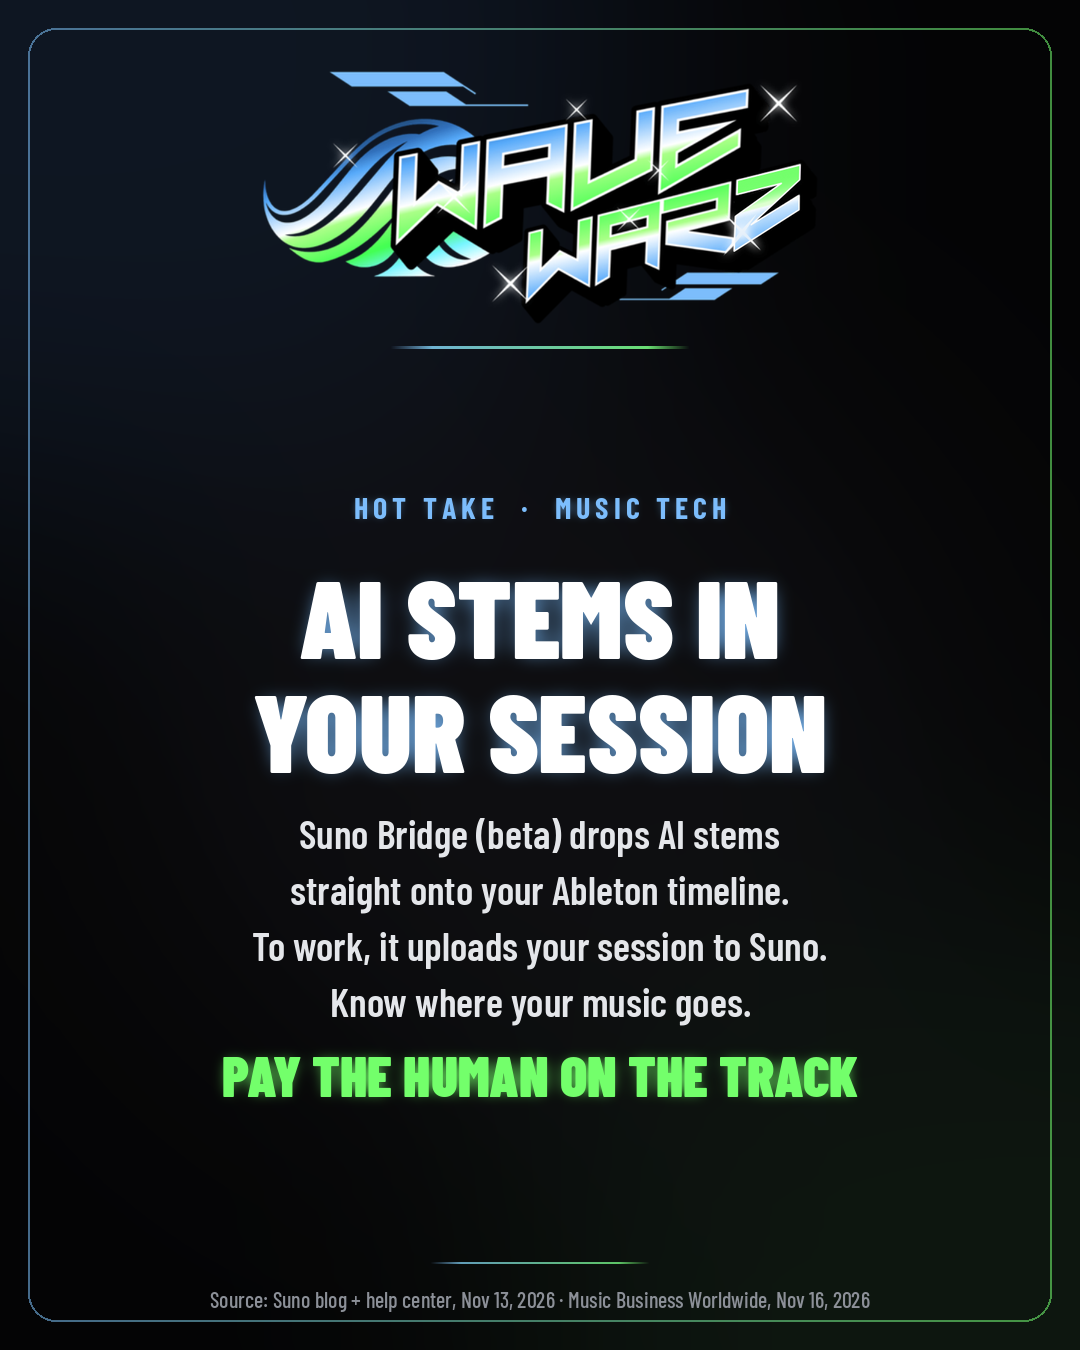 WAVE
WARZ
HOT TAKE · MUSIC TECH
AI STEMS IN
YOUR SESSION
Suno Bridge (beta) drops AI stems
straight onto your Ableton timeline.
To work, it uploads your session to Suno.
Know where your music goes.
PAY THE HUMAN ON THE TRACK
Source: Suno blog + help center, Nov 13, 2026 · Music Business Worldwide, Nov 16, 2026